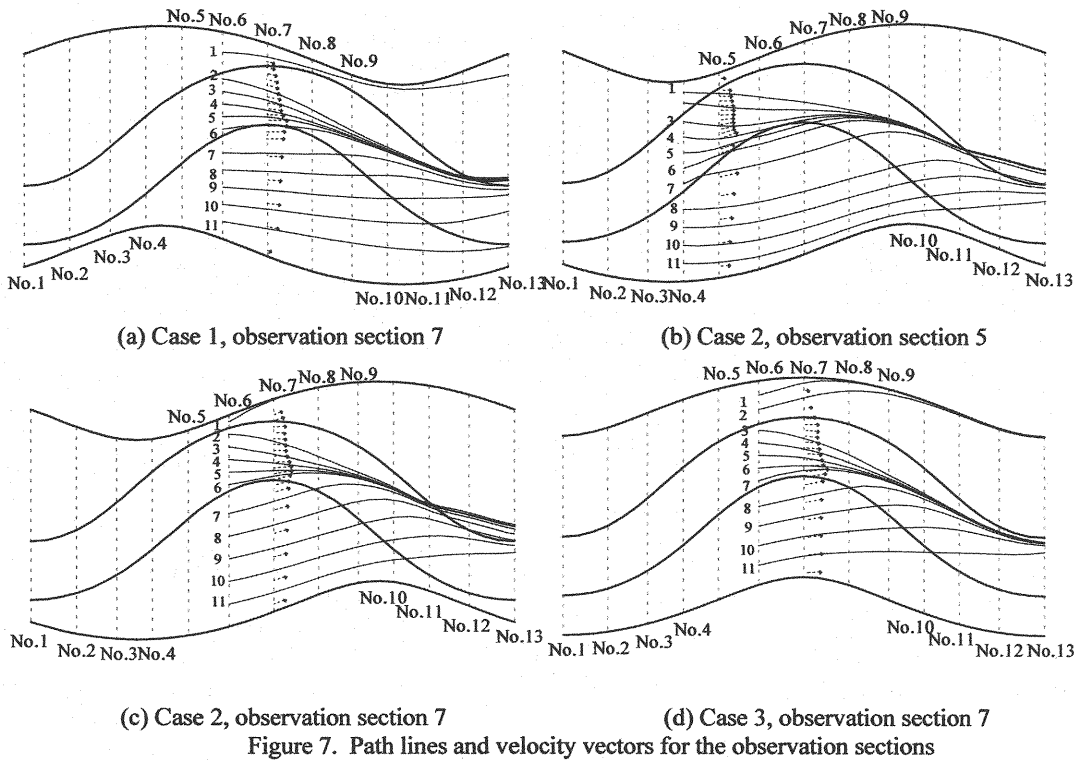 No.5
No.6
No.7
No.8
No.9
1
2
3
4
5
6
7
8
9
10
11
No.4
No.3
No.2
No.1
No.10
No.11
No.12
No.13
(a) Case 1, observation section 7
No.9
No.8
No.7
No.6
No.5
1
3
4
5
6
7
8
9
10
11
No.1
No.2
No.3
No.4
No.10
No.11
No.12
No.13
(b) Case 2, observation section 5
No.9
No.8
No.7
No.6
No.5
1
2
3
4
5
6
7
8
9
10
11
No.1
No.2
No.3
No.4
No.10
No.11
No.12
No.13
(c) Case 2, observation section 7
No.5
No.6
No.7
No.8
No.9
1
2
3
4
5
6
7
8
9
10
11
No.4
No.3
No.2
No.1
No.10
No.11
No.12
No.13
(d) Case 3, observation section 7
Figure 7. Path lines and velocity vectors for the observation sections